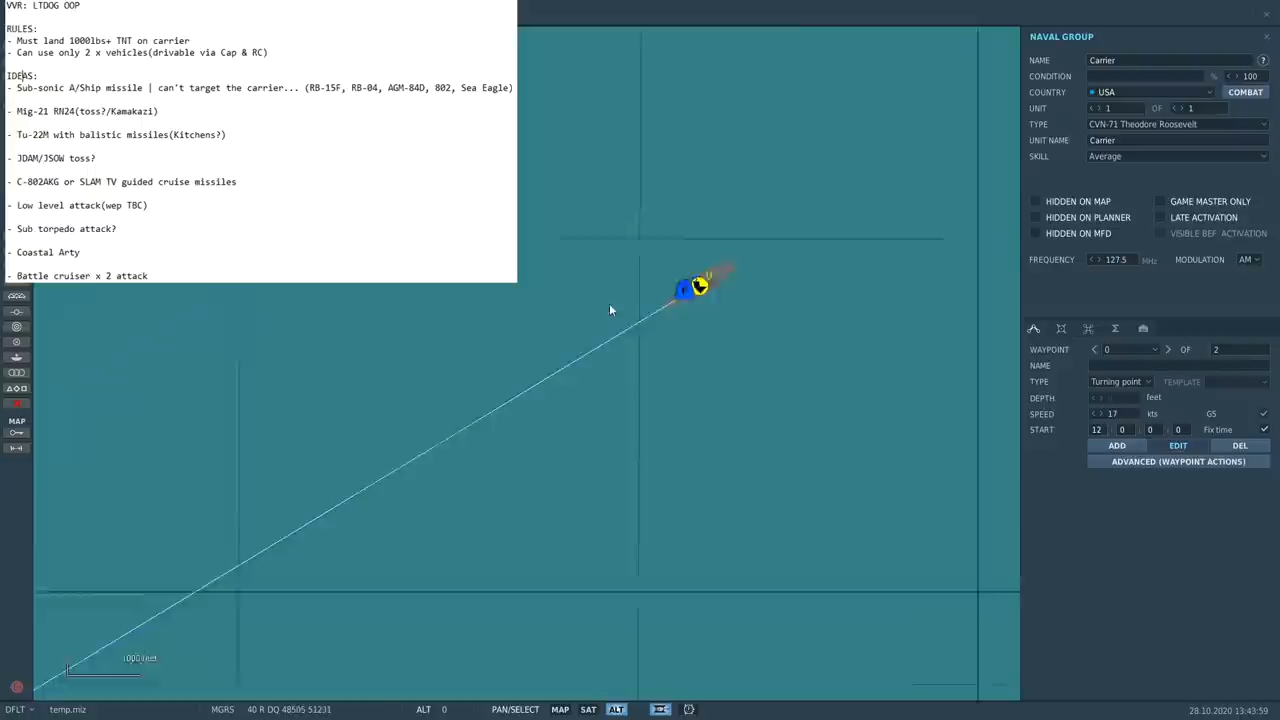 VVR: LTDOG OOP
RULES:
- Must land 1000lbs+ TNT on carrier
- Can use only 2 x vehicles(drivable via Cap & RC)
IDEAS:
- Sub-sonic A/Ship missile | can't target the carrier... (RB-15F, RB-04, AGM-84D, 802, Sea Eagle)
- Mig-21 RN24(toss?/Kamakazi)
- Tu-22M with balistic missiles(Kitchens?)
- JDAM/JSOW toss?
- C-802AKG or SLAM TV guided cruise missiles
- Low level attack(wep TBC)
- Sub torpedo attack?
- Coastal Arty
- Battle cruiser x 2 attack
MAP
1000 feet
NAVAL GROUP
NAME Carrier ?
CONDITION % < > 100
COUNTRY USA COMBAT
UNIT < > 1 OF < > 1
TYPE CVN-71 Theodore Roosevelt
UNIT NAME Carrier
SKILL Average
HIDDEN ON MAP GAME MASTER ONLY
HIDDEN ON PLANNER LATE ACTIVATION
HIDDEN ON MFD VISIBLE BEF ACTIVATION
FREQUENCY < > 127.5 MHz MODULATION AM
WAYPOINT < 0 > OF 2
NAME
TYPE Turning point TEMPLATE
DEPTH < > 0 feet
SPEED < > 17 kts GS
START 12 : 0 : 0 : 0 Fix time
ADD EDIT DEL
ADVANCED (WAYPOINT ACTIONS)
DFLT temp.miz MGRS 40 R DQ 48505 51231 ALT 0 PAN/SELECT MAP SAT ALT 28.10.2020 13:43:59